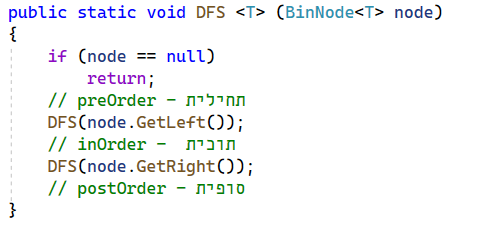 public static void DFS <T> (BinNode<T> node)
{
if (node == null)
return;
// preOrder - תחילית
DFS(node.GetLeft());
// inOrder - תוכית
DFS(node.GetRight());
// postOrder - סופית
}